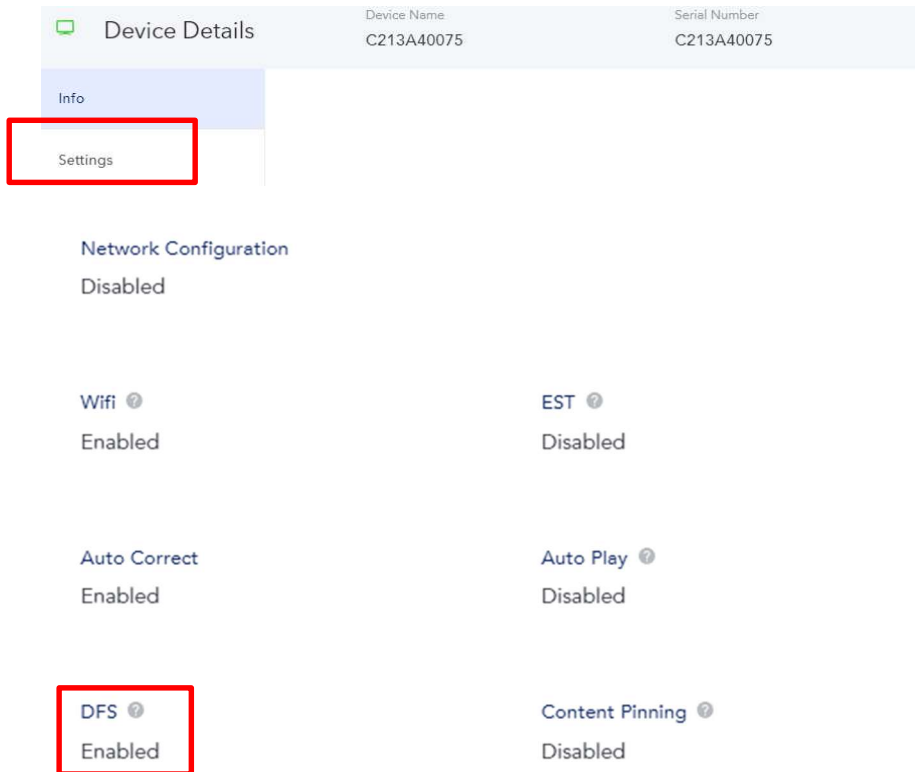 Device Details
Device Name
C213A40075
Serial Number
C213A40075
Info
Settings
Network Configuration
Disabled
Wifi ?
Enabled
EST ?
Disabled
Auto Correct
Enabled
Auto Play ?
Disabled
DFS ?
Enabled
Content Pinning ?
Disabled